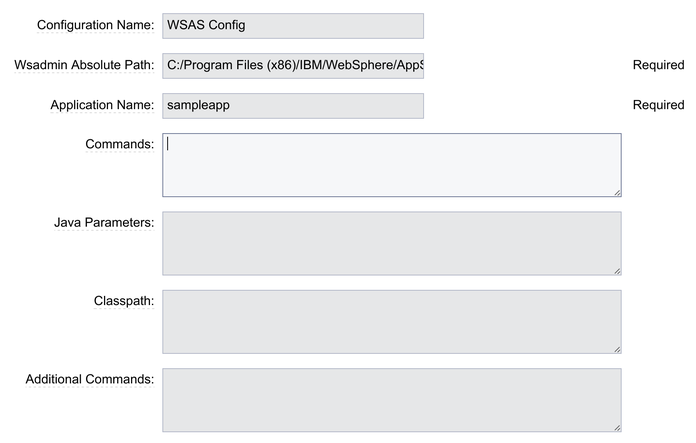 Configuration Name: WSAS Config
Wsadmin Absolute Path: C:/Program Files (x86)/IBM/WebSphere/App Required
Application Name: sampleapp Required
Commands:
Java Parameters:
Classpath:
Additional Commands: